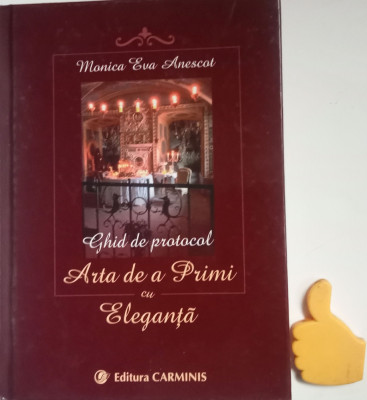 Monica Eva Anescot
Ghid de protocol
Arta de a Primi
cu
Eleganță
Editura CARMINIS